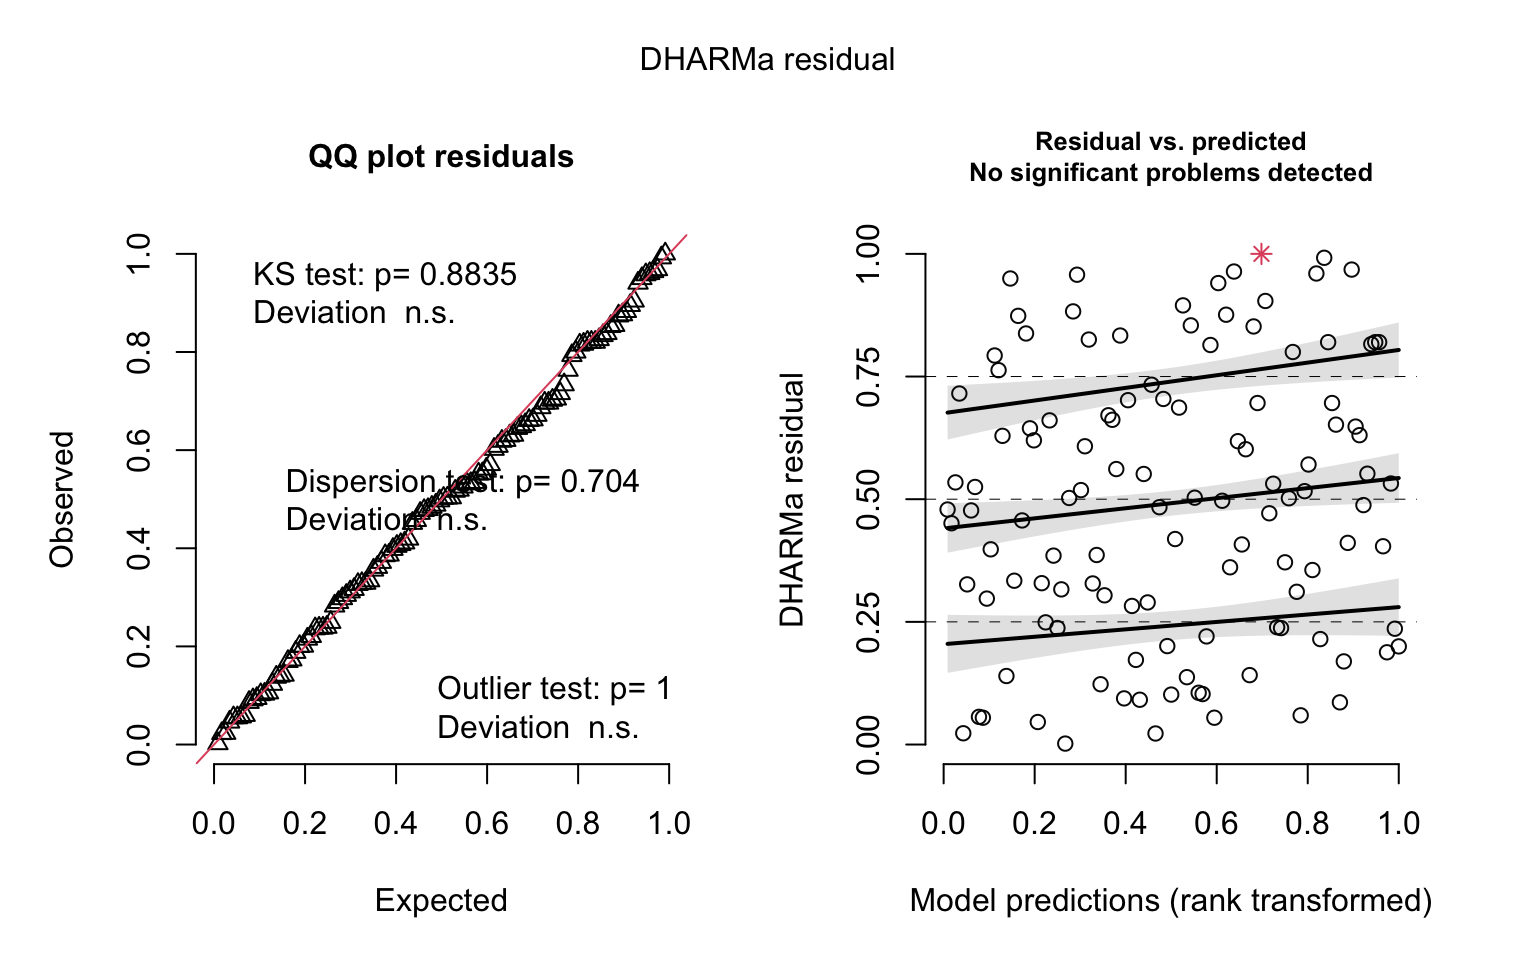 DHARMa residual
QQ plot residuals
KS test: p= 0.8835
Deviation n.s.
Dispersion test: p= 0.704
Deviation n.s.
Outlier test: p= 1
Deviation n.s.
Observed
1.0
0.8
0.6
0.4
0.2
0.0
0.0 0.2 0.4 0.6 0.8 1.0
Expected
Residual vs. predicted
No significant problems detected
DHARMa residual
1.00
0.75
0.50
0.25
0.00
0.0 0.2 0.4 0.6 0.8 1.0
Model predictions (rank transformed)